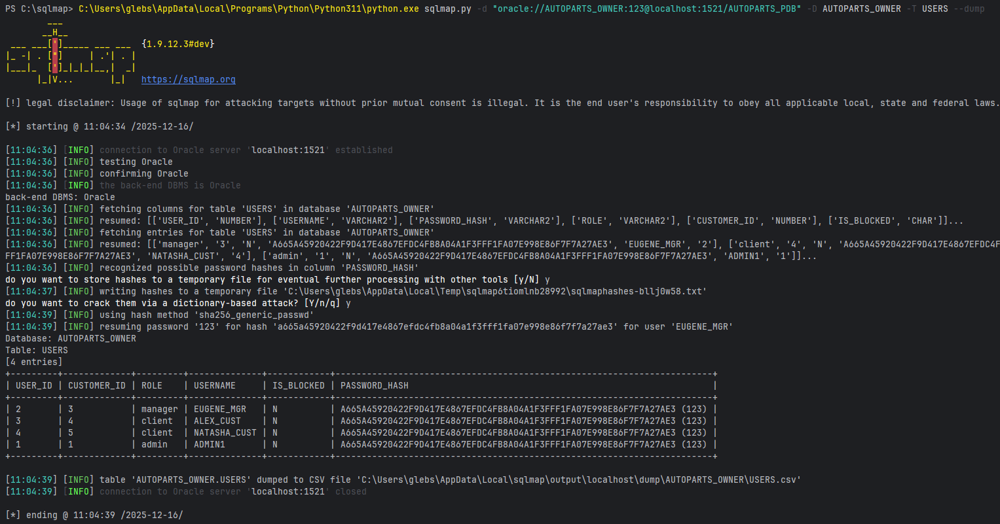 PS C:\sqlmap> C:\Users\glebs\AppData\Local\Programs\Python\Python311\python.exe sqlmap.py -d "oracle://AUTOPARTS_OWNER:123@localhost:1521/AUTOPARTS_PDB" -D AUTOPARTS_OWNER -T USERS --dump
        ___
       __H__
 ___ ___[']_____ ___ ___  {1.9.12.3#dev}
|_ -| . ["]     | .'| . |
|___|_  [']_|_|_|__,|  _|
      |_|V...       |_|   https://sqlmap.org
[!] legal disclaimer: Usage of sqlmap for attacking targets without prior mutual consent is illegal. It is the end user's responsibility to obey all applicable local, state and federal laws.
[*] starting @ 11:04:34 /2025-12-16/
[11:04:36] [INFO] connection to Oracle server 'localhost:1521' established
[11:04:36] [INFO] testing Oracle
[11:04:36] [INFO] confirming Oracle
[11:04:36] [INFO] the back-end DBMS is Oracle
back-end DBMS: Oracle
[11:04:36] [INFO] fetching columns for table 'USERS' in database 'AUTOPARTS_OWNER'
[11:04:36] [INFO] resumed: [['USER_ID', 'NUMBER'], ['USERNAME', 'VARCHAR2'], ['PASSWORD_HASH', 'VARCHAR2'], ['ROLE', 'VARCHAR2'], ['CUSTOMER_ID', 'NUMBER'], ['IS_BLOCKED', 'CHAR']]...
[11:04:36] [INFO] fetching entries for table 'USERS' in database 'AUTOPARTS_OWNER'
[11:04:36] [INFO] resumed: [['manager', '3', 'N', 'A665A45920422F9D417E4867EFDC4FB8A04A1F3FFF1FA07E998E86F7F7A27AE3', 'EUGENE_MGR', '2'], ['client', '4', 'N', 'A665A45920422F9D417E4867EFDC4F
FF1FA07E998E86F7F7A27AE3', 'NATASHA_CUST', '4'], ['admin', '1', 'N', 'A665A45920422F9D417E4867EFDC4FB8A04A1F3FFF1FA07E998E86F7F7A27AE3', 'ADMIN1', '1']]...
[11:04:36] [INFO] recognized possible password hashes in column 'PASSWORD_HASH'
do you want to store hashes to a temporary file for eventual further processing with other tools [y/N] y
[11:04:37] [INFO] writing hashes to a temporary file 'C:\Users\glebs\AppData\Local\Temp\sqlmap6tiomlnb28992\sqlmaphashes-bllj0w58.txt'
do you want to crack them via a dictionary-based attack? [Y/n/q] y
[11:04:39] [INFO] using hash method 'sha256_generic_passwd'
[11:04:39] [INFO] resuming password '123' for hash 'a665a45920422f9d417e4867efdc4fb8a04a1f3fff1fa07e998e86f7f7a27ae3' for user 'EUGENE_MGR'
Database: AUTOPARTS_OWNER
Table: USERS
[4 entries]
+---------+-------------+---------+--------------+------------+------------------------------------------------------------------------+
| USER_ID | CUSTOMER_ID | ROLE    | USERNAME     | IS_BLOCKED | PASSWORD_HASH                                                          |
+---------+-------------+---------+--------------+------------+------------------------------------------------------------------------+
| 2       | 3           | manager | EUGENE_MGR   | N          | A665A45920422F9D417E4867EFDC4FB8A04A1F3FFF1FA07E998E86F7F7A27AE3 (123) |
| 3       | 4           | client  | ALEX_CUST    | N          | A665A45920422F9D417E4867EFDC4FB8A04A1F3FFF1FA07E998E86F7F7A27AE3 (123) |
| 4       | 5           | client  | NATASHA_CUST | N          | A665A45920422F9D417E4867EFDC4FB8A04A1F3FFF1FA07E998E86F7F7A27AE3 (123) |
| 1       | 1           | admin   | ADMIN1       | N          | A665A45920422F9D417E4867EFDC4FB8A04A1F3FFF1FA07E998E86F7F7A27AE3 (123) |
+---------+-------------+---------+--------------+------------+------------------------------------------------------------------------+
[11:04:39] [INFO] table 'AUTOPARTS_OWNER.USERS' dumped to CSV file 'C:\Users\glebs\AppData\Local\sqlmap\output\localhost\dump\AUTOPARTS_OWNER\USERS.csv'
[11:04:39] [INFO] connection to Oracle server 'localhost:1521' closed
[*] ending @ 11:04:39 /2025-12-16/